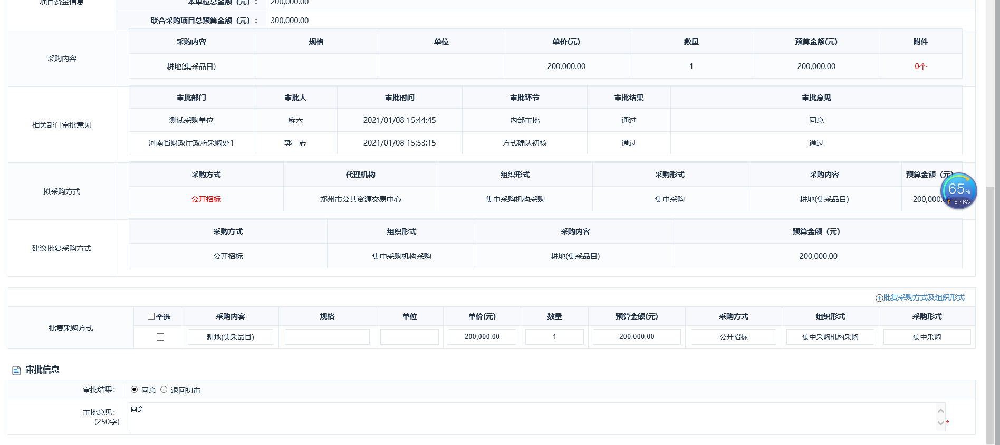 项目资金信息 本单位总金额（元）： 200,000.00
联合采购项目总预算金额（元）： 300,000.00
采购内容 规格 单位 单价(元) 数量 预算金额(元) 附件
采购内容
耕地(集采品目) 200,000.00 1 200,000.00 0个
审批部门 审批人 审批时间 审批环节 审批结果 审批意见
测试采购单位 麻六 2021/01/08 15:44:45 内部审批 通过 同意
相关部门审批意见
河南省财政厅政府采购处1 郭一志 2021/01/08 15:53:15 方式确认初核 通过 通过
采购方式 代理机构 组织形式 采购形式 采购内容 预算金额（元）
拟采购方式
公开招标 郑州市公共资源交易中心 集中采购机构采购 集中采购 耕地(集采品目) 200,000.00
65%
8.7K/s
采购方式 组织形式 采购内容 预算金额（元）
建议批复采购方式
公开招标 集中采购机构采购 耕地(集采品目) 200,000.00
批复采购方式及组织形式
全选 采购内容 规格 单位 单价(元) 数量 预算金额(元) 采购方式 组织形式 采购形式
批复采购方式
耕地(集采品目) 200,000.00 1 200,000.00 公开招标 集中采购机构采购 集中采购
审批信息
审批结果： 同意 退回初审
审批意见： 同意
(250字) *